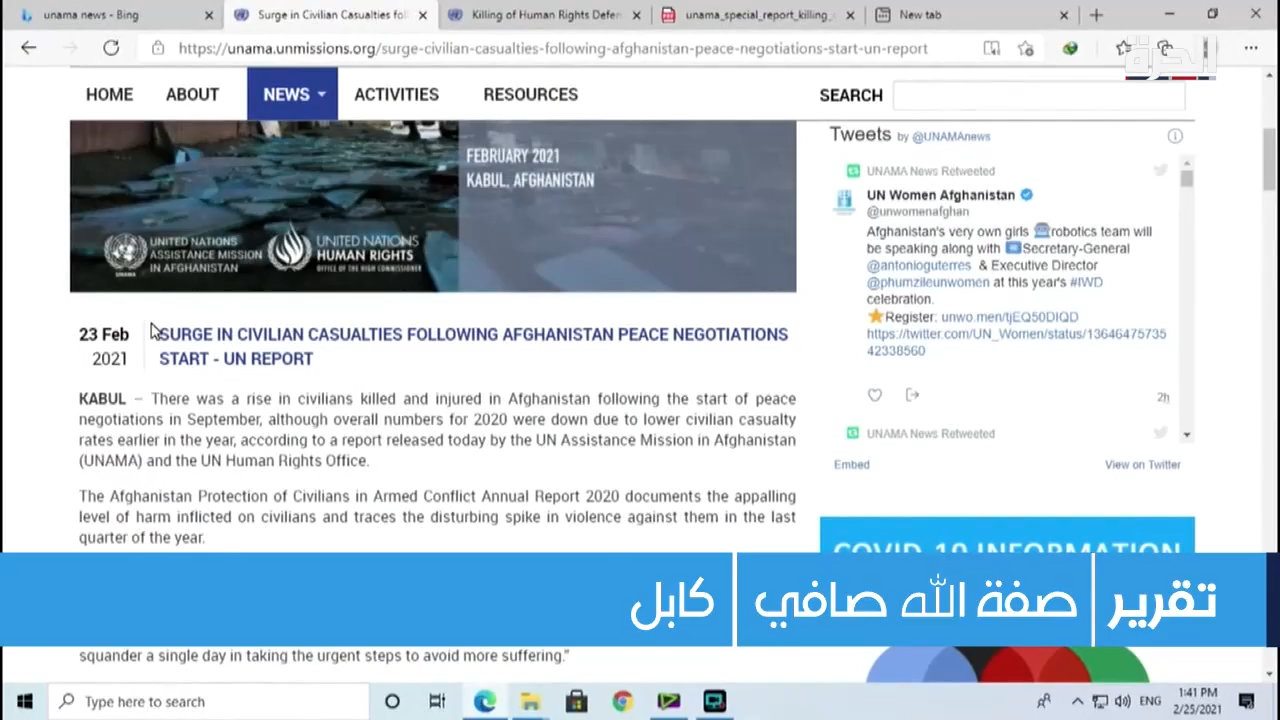 unama news - Bing
Surge in Civilian Casualties fol
Killing of Human Rights Defen
unama_special_report_killing_
New tab
https://unama.unmissions.org/surge-civilian-casualties-following-afghanistan-peace-negotiations-start-un-report
الحرة
HOME ABOUT NEWS ACTIVITIES RESOURCES
SEARCH
FEBRUARY 2021
KABUL, AFGHANISTAN
UNAMA
UNITED NATIONS
ASSISTANCE MISSION
IN AFGHANISTAN
UNITED NATIONS
HUMAN RIGHTS
OFFICE OF THE HIGH COMMISSIONER
23 Feb
2021
SURGE IN CIVILIAN CASUALTIES FOLLOWING AFGHANISTAN PEACE NEGOTIATIONS
START - UN REPORT
KABUL – There was a rise in civilians killed and injured in Afghanistan following the start of peace
negotiations in September, although overall numbers for 2020 were down due to lower civilian casualty
rates earlier in the year, according to a report released today by the UN Assistance Mission in Afghanistan
(UNAMA) and the UN Human Rights Office.
The Afghanistan Protection of Civilians in Armed Conflict Annual Report 2020 documents the appalling
level of harm inflicted on civilians and traces the disturbing spike in violence against them in the last
quarter of the year.
squander a single day in taking the urgent steps to avoid more suffering.”
Tweets by @UNAMAnews
UNAMA News Retweeted
UN Women Afghanistan
@unwomenafghan
Afghanistan's very own girls robotics team will
be speaking along with Secretary-General
@antonioguterres & Executive Director
@phumzileunwomen at this year's #IWD
celebration.
Register: unwo.men/tjEQ50DIQD
https://twitter.com/UN_Women/status/13646475735
42338560
2h
UNAMA News Retweeted
Embed
View on Twitter
COVID-19 INFORMATION
تقرير
صفة الله صافي
كابل
Type here to search
ENG
1:41 PM
2/25/2021